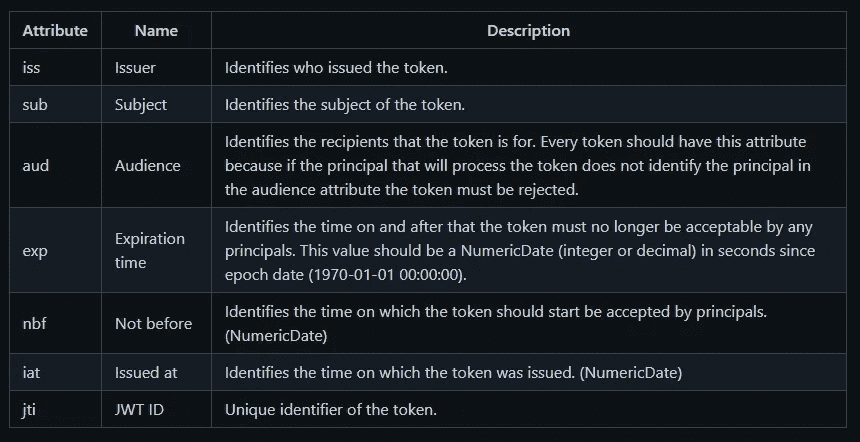 Attribute Name Description
iss Issuer Identifies who issued the token.
sub Subject Identifies the subject of the token.
aud Audience Identifies the recipients that the token is for. Every token should have this attribute
because if the principal that will process the token does not identify the principal in
the audience attribute the token must be rejected.
exp Expiration time Identifies the time on and after that the token must no longer be acceptable by any
principals. This value should be a NumericDate (integer or decimal) in seconds since
epoch date (1970-01-01 00:00:00).
nbf Not before Identifies the time on which the token should start be accepted by principals.
(NumericDate)
iat Issued at Identifies the time on which the token was issued. (NumericDate)
jti JWT ID Unique identifier of the token.